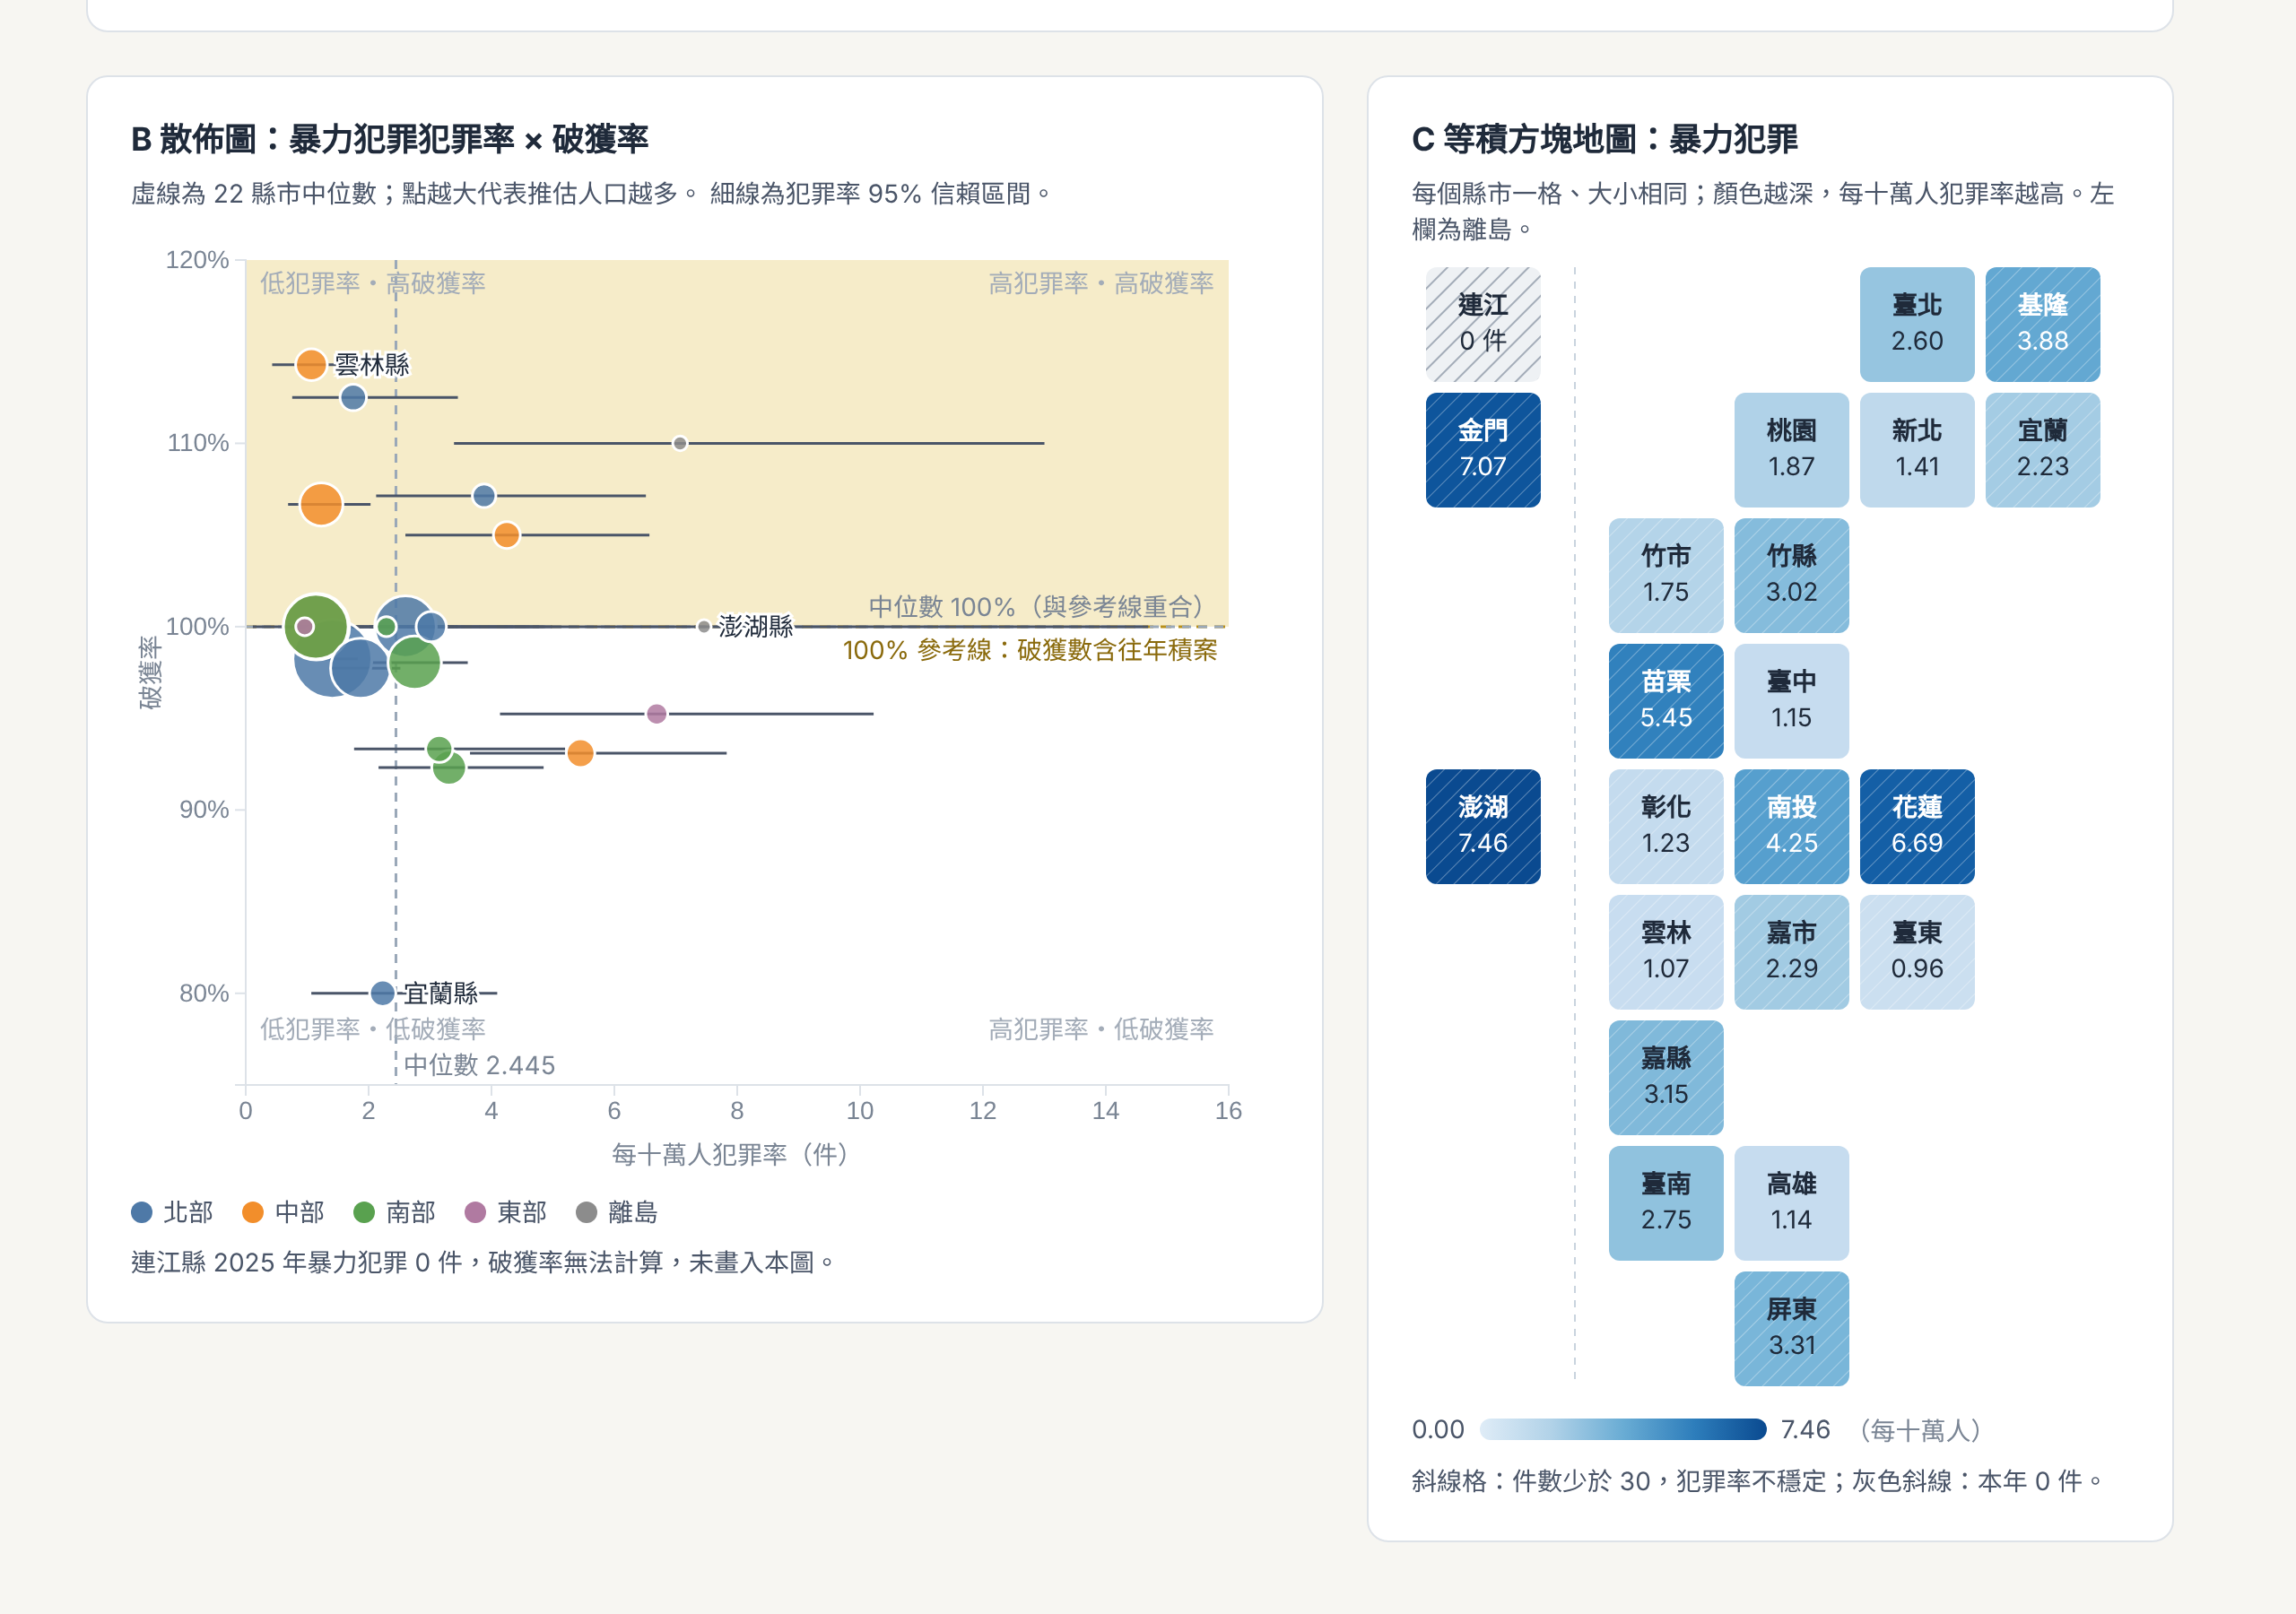 B 散佈圖：暴力犯罪犯罪率 × 破獲率
虛線為 22 縣市中位數；點越大代表推估人口越多。 細線為犯罪率 95% 信賴區間。
120%
低犯罪率・高破獲率
高犯罪率・高破獲率
雲林縣
110%
中位數 100%（與參考線重合）
100%
澎湖縣
100% 參考線：破獲數含往年積案
破獲率
90%
80%
宜蘭縣
低犯罪率・低破獲率
高犯罪率・低破獲率
中位數 2.445
0 2 4 6 8 10 12 14 16
每十萬人犯罪率（件）
北部 中部 南部 東部 離島
連江縣 2025 年暴力犯罪 0 件，破獲率無法計算，未畫入本圖。
C 等積方塊地圖：暴力犯罪
每個縣市一格、大小相同；顏色越深，每十萬人犯罪率越高。左
欄為離島。
連江 臺北 基隆
0 件 2.60 3.88
金門 桃園 新北 宜蘭
7.07 1.87 1.41 2.23
竹市 竹縣
1.75 3.02
苗栗 臺中
5.45 1.15
澎湖 彰化 南投 花蓮
7.46 1.23 4.25 6.69
雲林 嘉市 臺東
1.07 2.29 0.96
嘉縣
3.15
臺南 高雄
2.75 1.14
屏東
3.31
0.00 7.46 （每十萬人）
斜線格：件數少於 30，犯罪率不穩定；灰色斜線：本年 0 件。